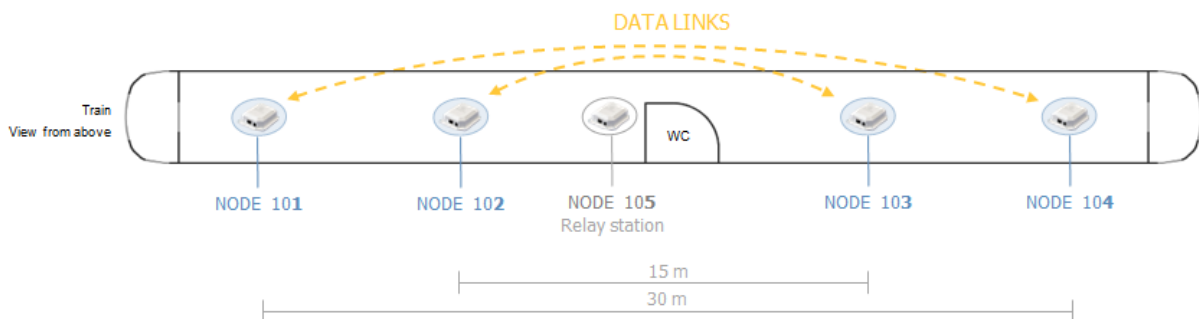 DATA LINKS
Train
View from above
WC
NODE 101
NODE 102
NODE 105
Relay station
NODE 103
NODE 104
15 m
30 m